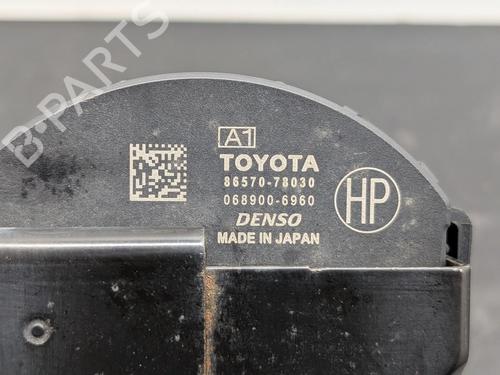 B-PARTS
A1
TOYOTA
86570-78030
068900-6960
DENSO
MADE IN JAPAN
HP